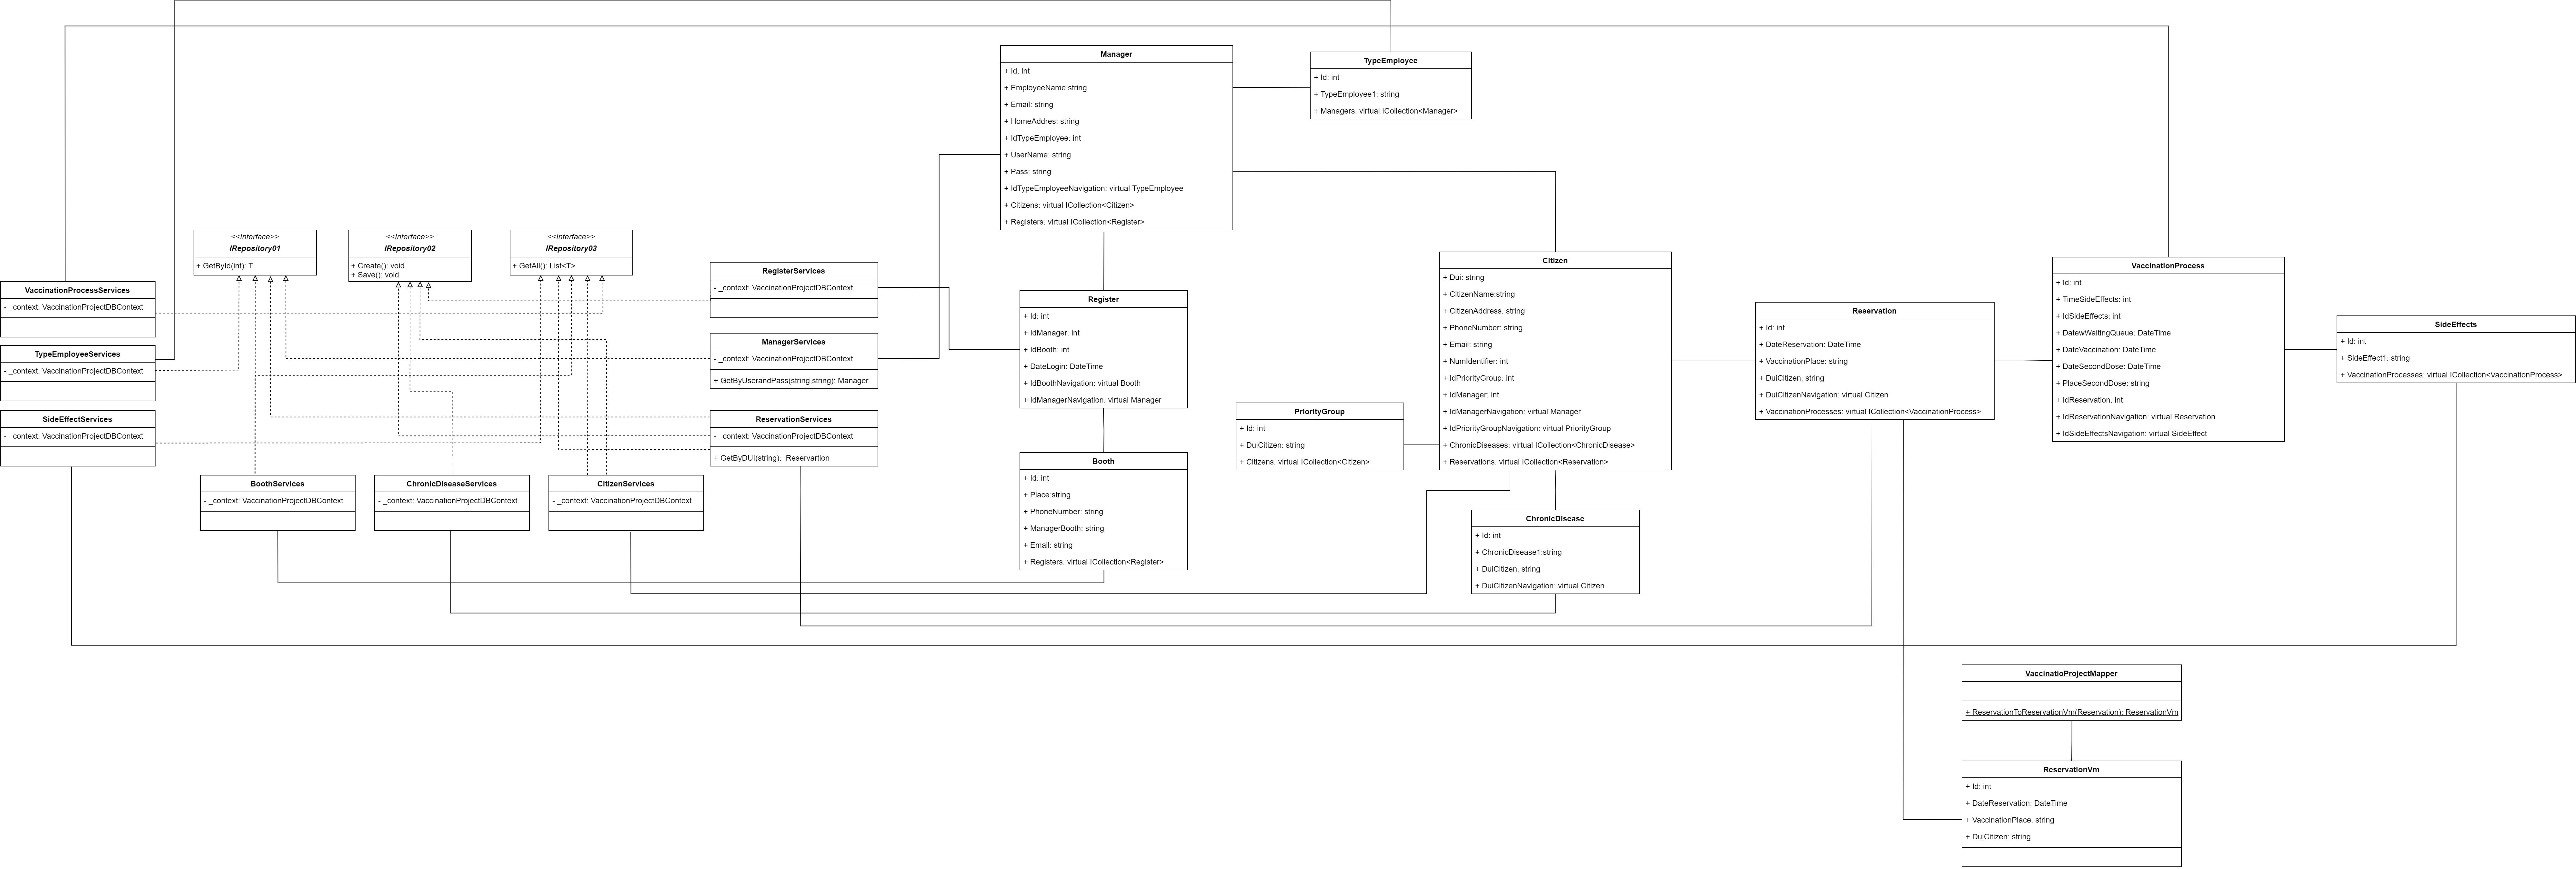 Manager
+ Id: int
+ EmployeeName:string
+ Email: string
+ HomeAddres: string
+ IdTypeEmployee: int
+ UserName: string
+ Pass: string
+ IdTypeEmployeeNavigation: virtual TypeEmployee
+ Citizens: virtual ICollection<Citizen>
+ Registers: virtual ICollection<Register>
TypeEmployee
+ Id: int
+ TypeEmployee1: string
+ Managers: virtual ICollection<Manager>
<<Interface>>
IRepository01
+ GetById(int): T
<<Interface>>
IRepository02
+ Create(): void
+ Save(): void
<<Interface>>
IRepository03
+ GetAll(): List<T>
VaccinationProcessServices
- _context: VaccinationProjectDBContext
TypeEmployeeServices
- _context: VaccinationProjectDBContext
SideEffectServices
- _context: VaccinationProjectDBContext
BoothServices
- _context: VaccinationProjectDBContext
ChronicDiseaseServices
- _context: VaccinationProjectDBContext
CitizenServices
- _context: VaccinationProjectDBContext
RegisterServices
- _context: VaccinationProjectDBContext
ManagerServices
- _context: VaccinationProjectDBContext
+ GetByUserandPass(string,string): Manager
ReservationServices
- _context: VaccinationProjectDBContext
+ GetByDUI(string):  Reservartion
Register
+ Id: int
+ IdManager: int
+ IdBooth: int
+ DateLogin: DateTime
+ IdBoothNavigation: virtual Booth
+ IdManagerNavigation: virtual Manager
Booth
+ Id: int
+ Place:string
+ PhoneNumber: string
+ ManagerBooth: string
+ Email: string
+ Registers: virtual ICollection<Register>
PriorityGroup
+ Id: int
+ DuiCitizen: string
+ Citizens: virtual ICollection<Citizen>
Citizen
+ Dui: string
+ CitizenName:string
+ CitizenAddress: string
+ PhoneNumber: string
+ Email: string
+ NumIdentifier: int
+ IdPriorityGroup: int
+ IdManager: int
+ IdManagerNavigation: virtual Manager
+ IdPriorityGroupNavigation: virtual PriorityGroup
+ ChronicDiseases: virtual ICollection<ChronicDisease>
+ Reservations: virtual ICollection<Reservation>
ChronicDisease
+ Id: int
+ ChronicDisease1:string
+ DuiCitizen: string
+ DuiCitizenNavigation: virtual Citizen
Reservation
+ Id: int
+ DateReservation: DateTime
+ VaccinationPlace: string
+ DuiCitizen: string
+ DuiCitizenNavigation: virtual Citizen
+ VaccinationProcesses: virtual ICollection<VaccinationProcess>
VaccinationProcess
+ Id: int
+ TimeSideEffects: int
+ IdSideEffects: int
+ DatewWaitingQueue: DateTime
+ DateVaccination: DateTime
+ DateSecondDose: DateTime
+ PlaceSecondDose: string
+ IdReservation: int
+ IdReservationNavigation: virtual Reservation
+ IdSideEffectsNavigation: virtual SideEffect
SideEffects
+ Id: int
+ SideEffect1: string
+ VaccinationProcesses: virtual ICollection<VaccinationProcess>
VaccinatioProjectMapper
+ ReservationToReservationVm(Reservation): ReservationVm
ReservationVm
+ Id: int
+ DateReservation: DateTime
+ VaccinationPlace: string
+ DuiCitizen: string